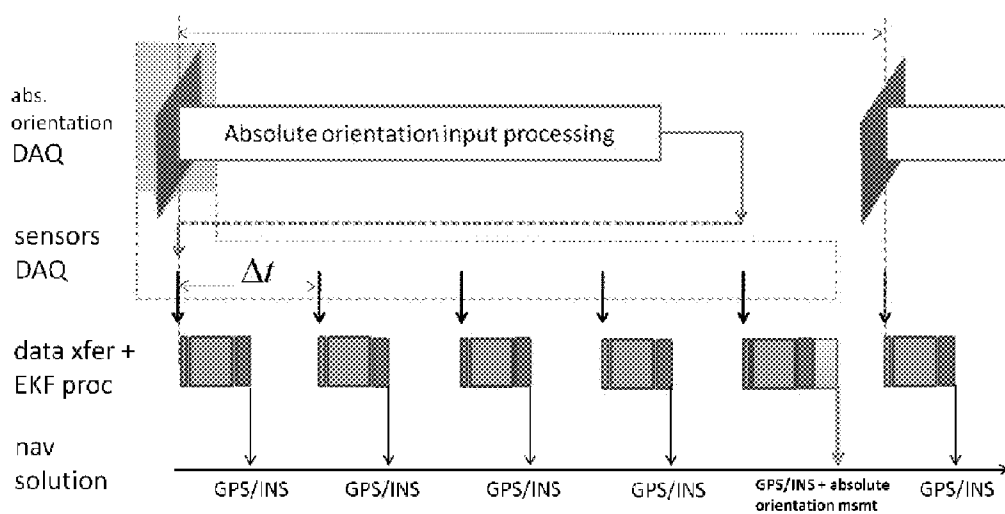 abs.
orientation
DAQ
Absolute orientation input processing
sensors
DAQ
Δt
data xfer +
EKF proc
nav
solution
GPS/INS
GPS/INS
GPS/INS
GPS/INS
GPS/INS + absolute
orientation msmt
GPS/INS